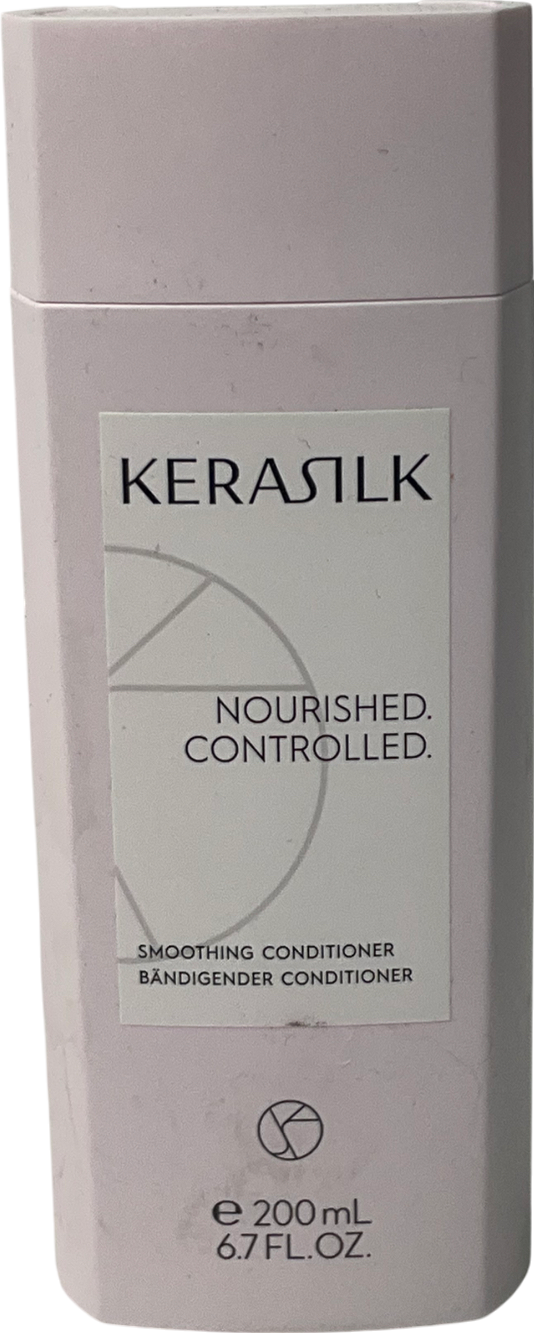 KERASILK
NOURISHED.
CONTROLLED.
SMOOTHING CONDITIONER
BÄNDIGENDER CONDITIONER
℮ 200 mL
6.7 FL. OZ.